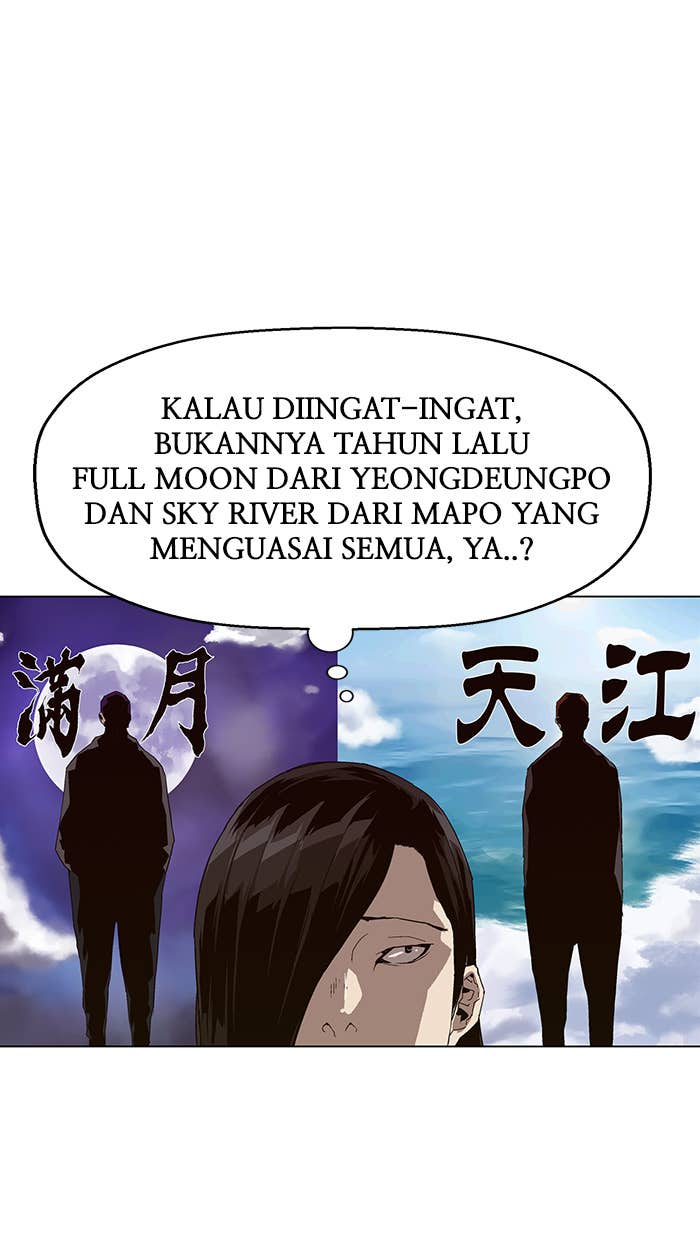 KALAU DIINGAT-INGAT,
BUKANNYA TAHUN LALU
FULL MOON DARI YEONGDEUNGPO
DAN SKY RIVER DARI MAPO YANG
MENGUASAI SEMUA, YA..?
滿月
天江